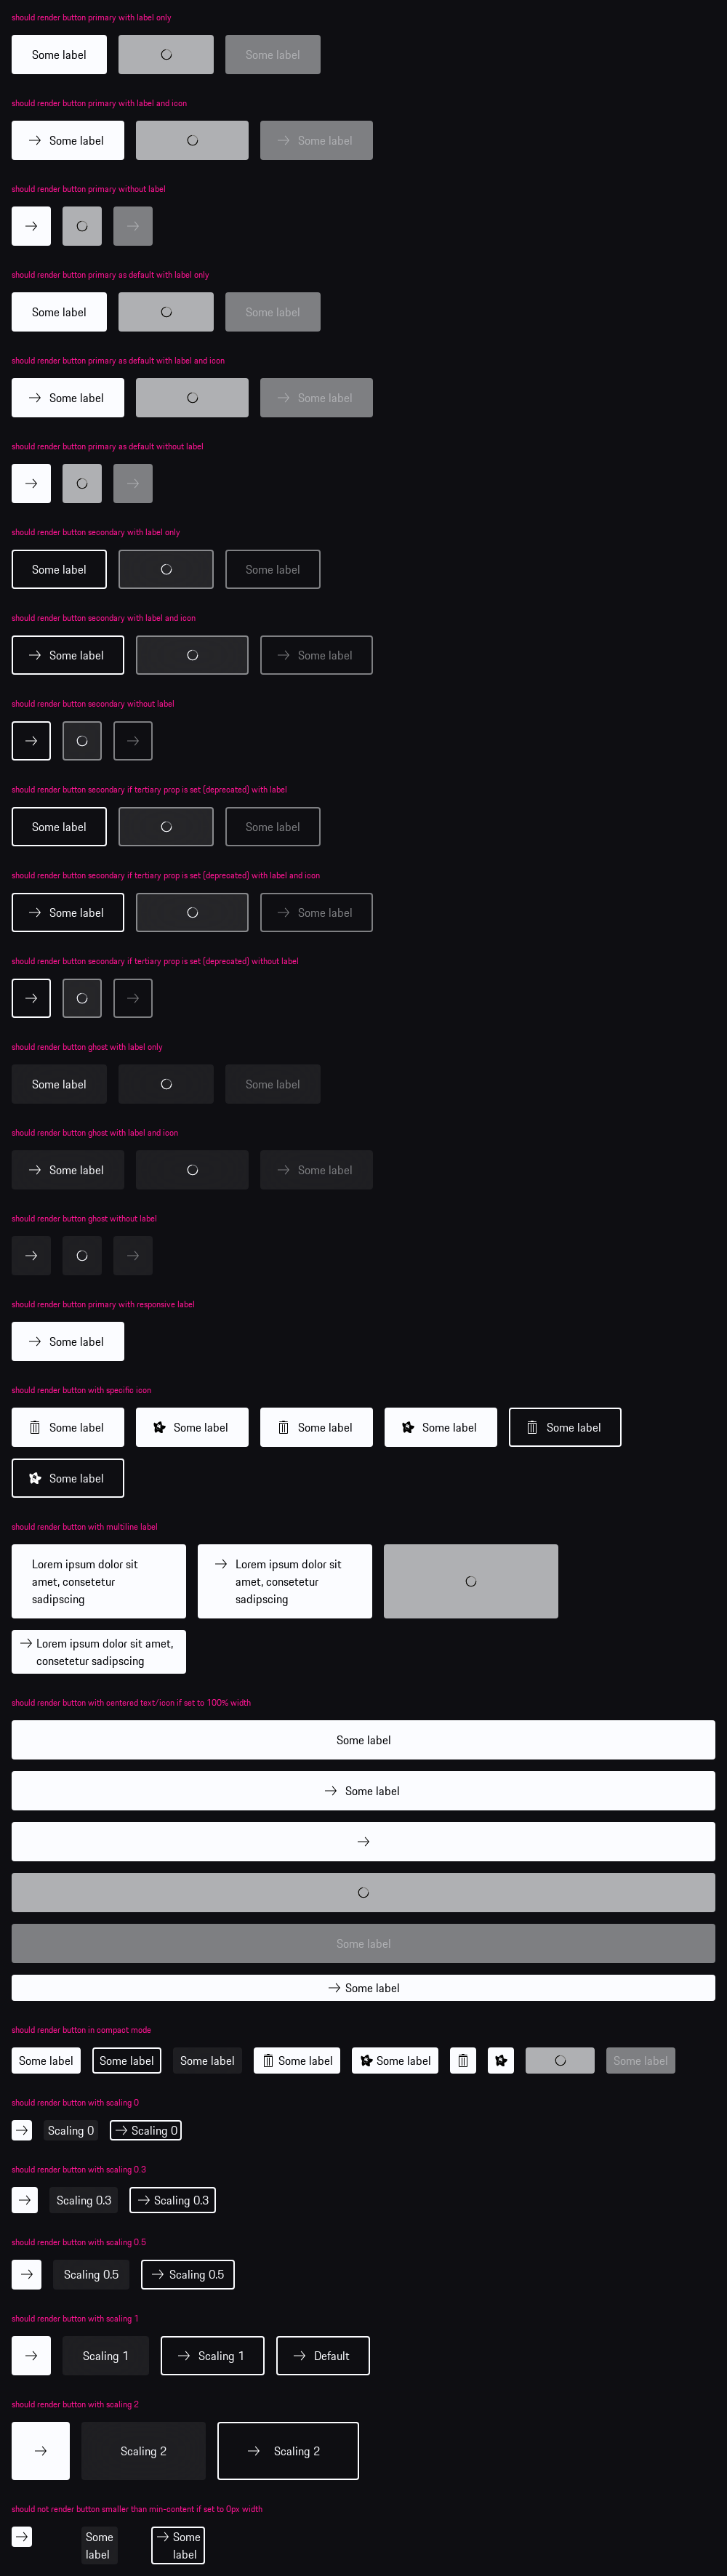 should render button primary with label only
Some label Some label
should render button primary with label and icon
Some label Some label
should render button primary without label
should render button primary as default with label only
Some label Some label
should render button primary as default with label and icon
Some label Some label
should render button primary as default without label
should render button secondary with label only
Some label Some label
should render button secondary with label and icon
Some label Some label
should render button secondary without label
should render button secondary if tertiary prop is set (deprecated) with label
Some label Some label
should render button secondary if tertiary prop is set (deprecated) with label and icon
Some label Some label
should render button secondary if tertiary prop is set (deprecated) without label
should render button ghost with label only
Some label Some label
should render button ghost with label and icon
Some label Some label
should render button ghost without label
should render button primary with responsive label
Some label
should render button with specific icon
Some label Some label Some label Some label Some label
Some label
should render button with multiline label
Lorem ipsum dolor sit
amet, consetetur
sadipscing
Lorem ipsum dolor sit
amet, consetetur
sadipscing
Lorem ipsum dolor sit amet,
consetetur sadipscing
should render button with centered text/icon if set to 100% width
Some label
Some label
Some label
Some label
should render button in compact mode
Some label Some label Some label Some label Some label Some label
should render button with scaling 0
Scaling 0 Scaling 0
should render button with scaling 0.3
Scaling 0.3 Scaling 0.3
should render button with scaling 0.5
Scaling 0.5 Scaling 0.5
should render button with scaling 1
Scaling 1 Scaling 1 Default
should render button with scaling 2
Scaling 2 Scaling 2
should not render button smaller than min-content if set to 0px width
Some
label
Some
label